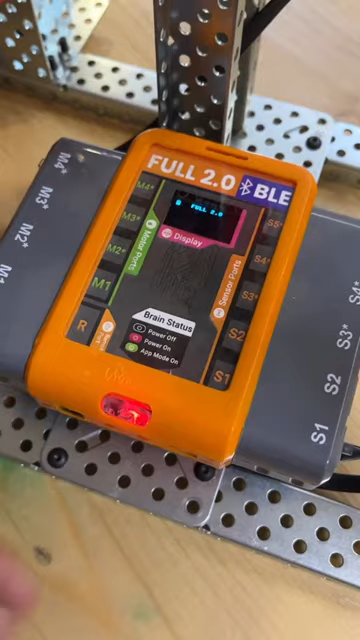 FULL 2.0 BLE
FULL 2.0
Display
M4*
M3*
M2*
M1
R
Motor Ports
Sensor Ports
S5*
S4*
S3*
S2
S1
Brain Status
Power Off
Power On
App Mode On
M4*
M3*
M2*
M1
S4*
S3*
S2
S1